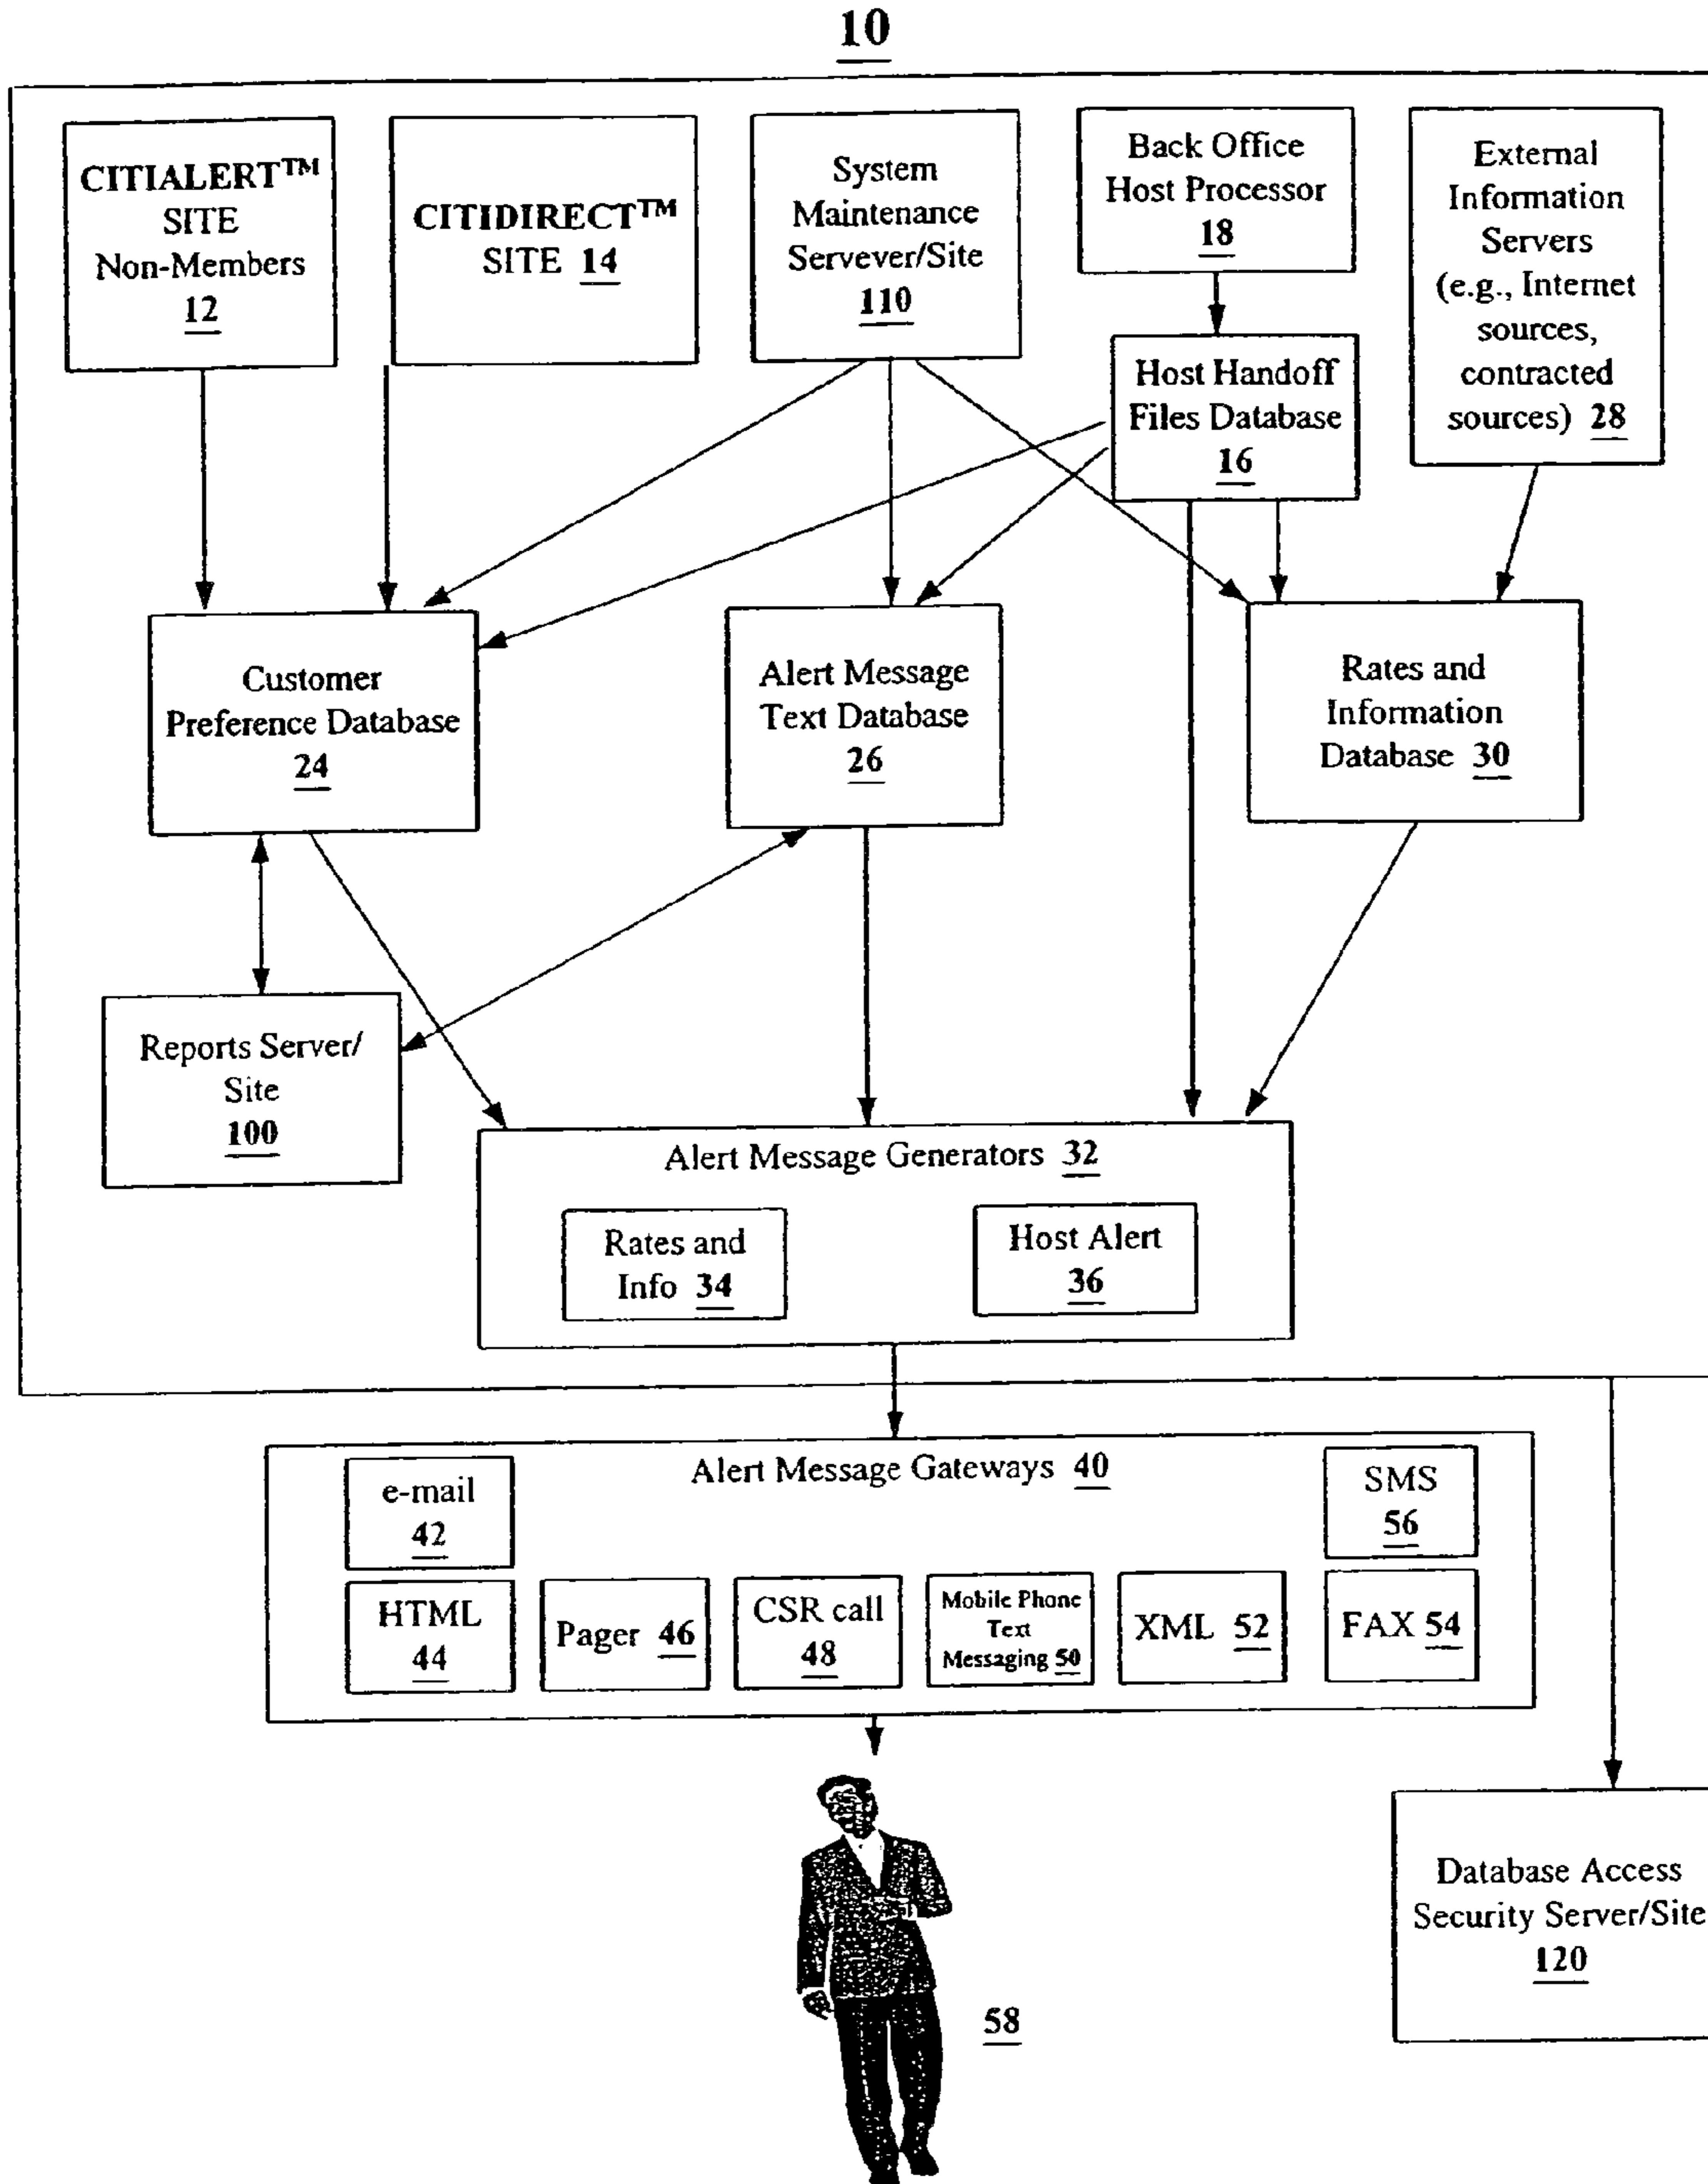 10
CITIALERT™
SITE
Non-Members
12
CITIDIRECT™
SITE 14
System
Maintenance
Servever/Site
110
Back Office
Host Processor
18
External
Information
Servers
(e.g., Internet
sources,
contracted
sources) 28
Host Handoff
Files Database
16
Customer
Preference Database
24
Alert Message
Text Database
26
Rates and
Information
Database 30
Reports Server/
Site
100
Alert Message Generators 32
Rates and
Info 34
Host Alert
36
Alert Message Gateways 40
e-mail
42
SMS
56
HTML
44
Pager 46
CSR call
48
Mobile Phone
Text
Messaging 50
XML 52
FAX 54
58
Database Access
Security Server/Site
120